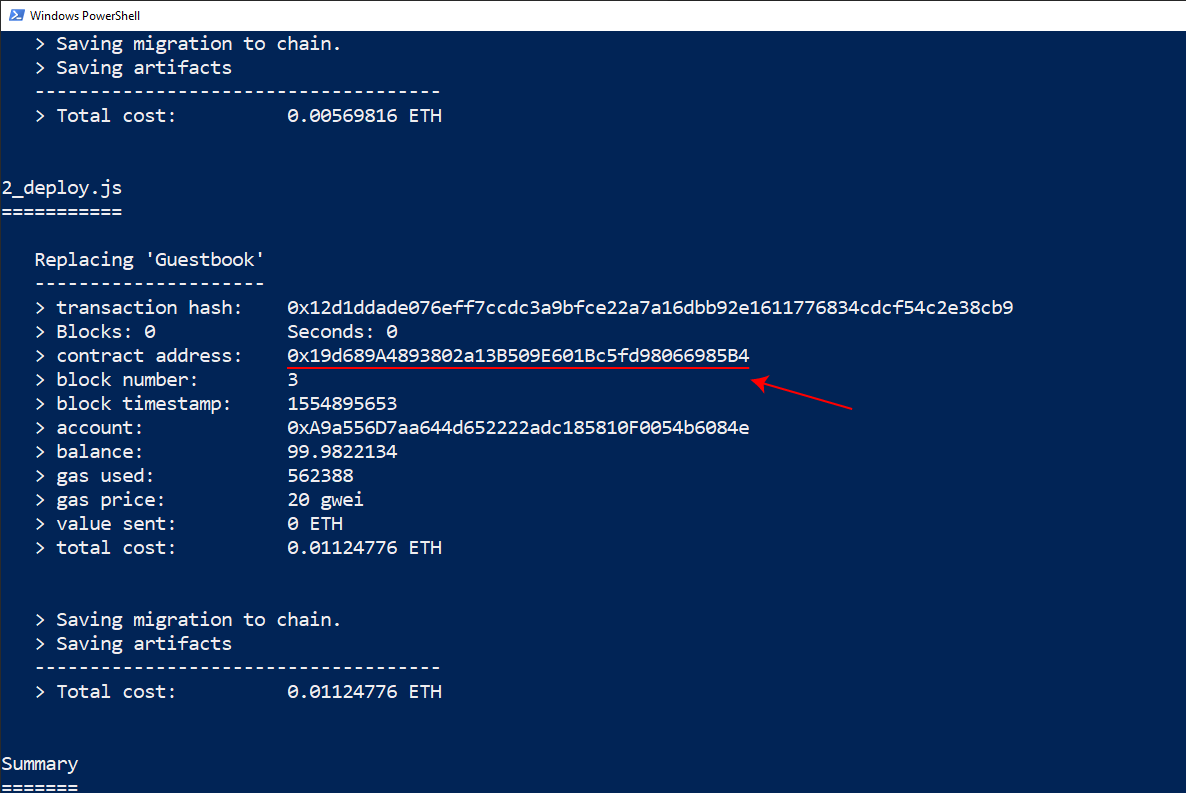 Windows PowerShell
> Saving migration to chain.
> Saving artifacts
-------------------------------------
> Total cost: 0.00569816 ETH
2_deploy.js
===========
Replacing 'Guestbook'
---------------------
> transaction hash: 0x12d1ddade076eff7ccdc3a9bfce22a7a16dbb92e1611776834cdcf54c2e38cb9
> Blocks: 0 Seconds: 0
> contract address: 0x19d689A4893802a13B509E601Bc5fd98066985B4
> block number: 3
> block timestamp: 1554895653
> account: 0xA9a556D7aa644d652222adc185810F0054b6084e
> balance: 99.9822134
> gas used: 562388
> gas price: 20 gwei
> value sent: 0 ETH
> total cost: 0.01124776 ETH
> Saving migration to chain.
> Saving artifacts
-------------------------------------
> Total cost: 0.01124776 ETH
Summary
=======